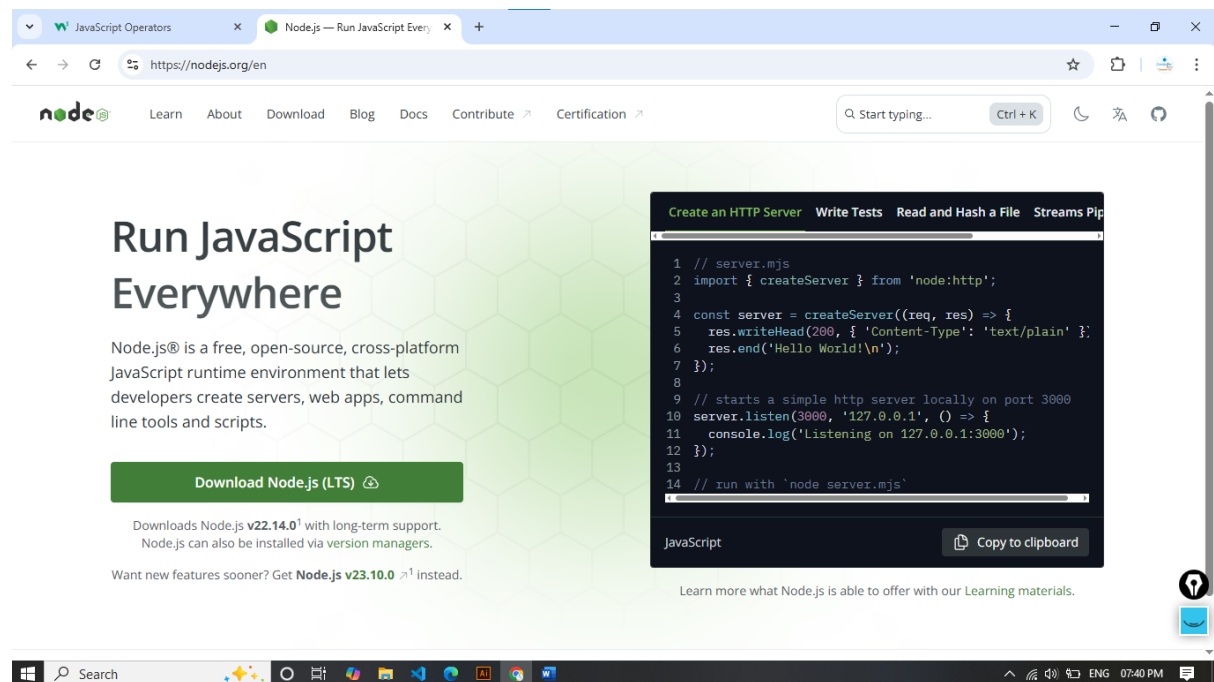 JavaScript Operators
Node.js — Run JavaScript Every
https://nodejs.org/en
node
JS
Learn About Download Blog Docs Contribute Certification
Start typing... Ctrl + K
Run JavaScript
Everywhere
Node.js® is a free, open-source, cross-platform
JavaScript runtime environment that lets
developers create servers, web apps, command
line tools and scripts.
Download Node.js (LTS)
Downloads Node.js v22.14.0¹ with long-term support.
Node.js can also be installed via version managers.
Want new features sooner? Get Node.js v23.10.0 ↗¹ instead.
Create an HTTP Server Write Tests Read and Hash a File Streams Pip
1 // server.mjs
2 import { createServer } from 'node:http';
3
4 const server = createServer((req, res) => {
5 res.writeHead(200, { 'Content-Type': 'text/plain' }
6 res.end('Hello World!\n');
7 });
8
9 // starts a simple http server locally on port 3000
10 server.listen(3000, '127.0.0.1', () => {
11 console.log('Listening on 127.0.0.1:3000');
12 });
13
14 // run with `node server.mjs`
JavaScript Copy to clipboard
Learn more what Node.js is able to offer with our Learning materials.
Search
Ai
W
ENG 07:40 PM